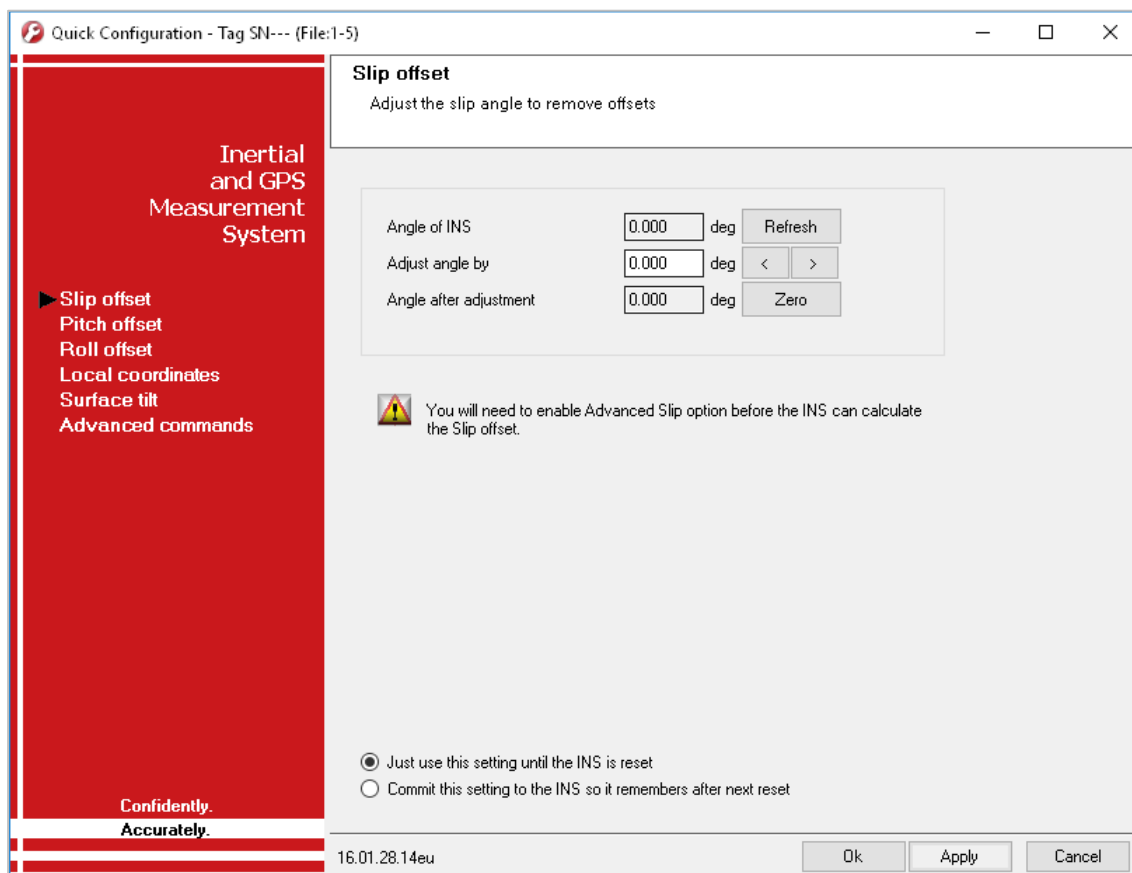 Quick Configuration - Tag SN--- (File:1-5)
Inertial
and GPS
Measurement
System
Slip offset
Pitch offset
Roll offset
Local coordinates
Surface tilt
Advanced commands
Confidently.
Accurately.
Slip offset
Adjust the slip angle to remove offsets
Angle of INS 0.000 deg Refresh
Adjust angle by 0.000 deg < >
Angle after adjustment 0.000 deg Zero
You will need to enable Advanced Slip option before the INS can calculate
the Slip offset.
Just use this setting until the INS is reset
Commit this setting to the INS so it remembers after next reset
16.01.28.14eu Ok Apply Cancel